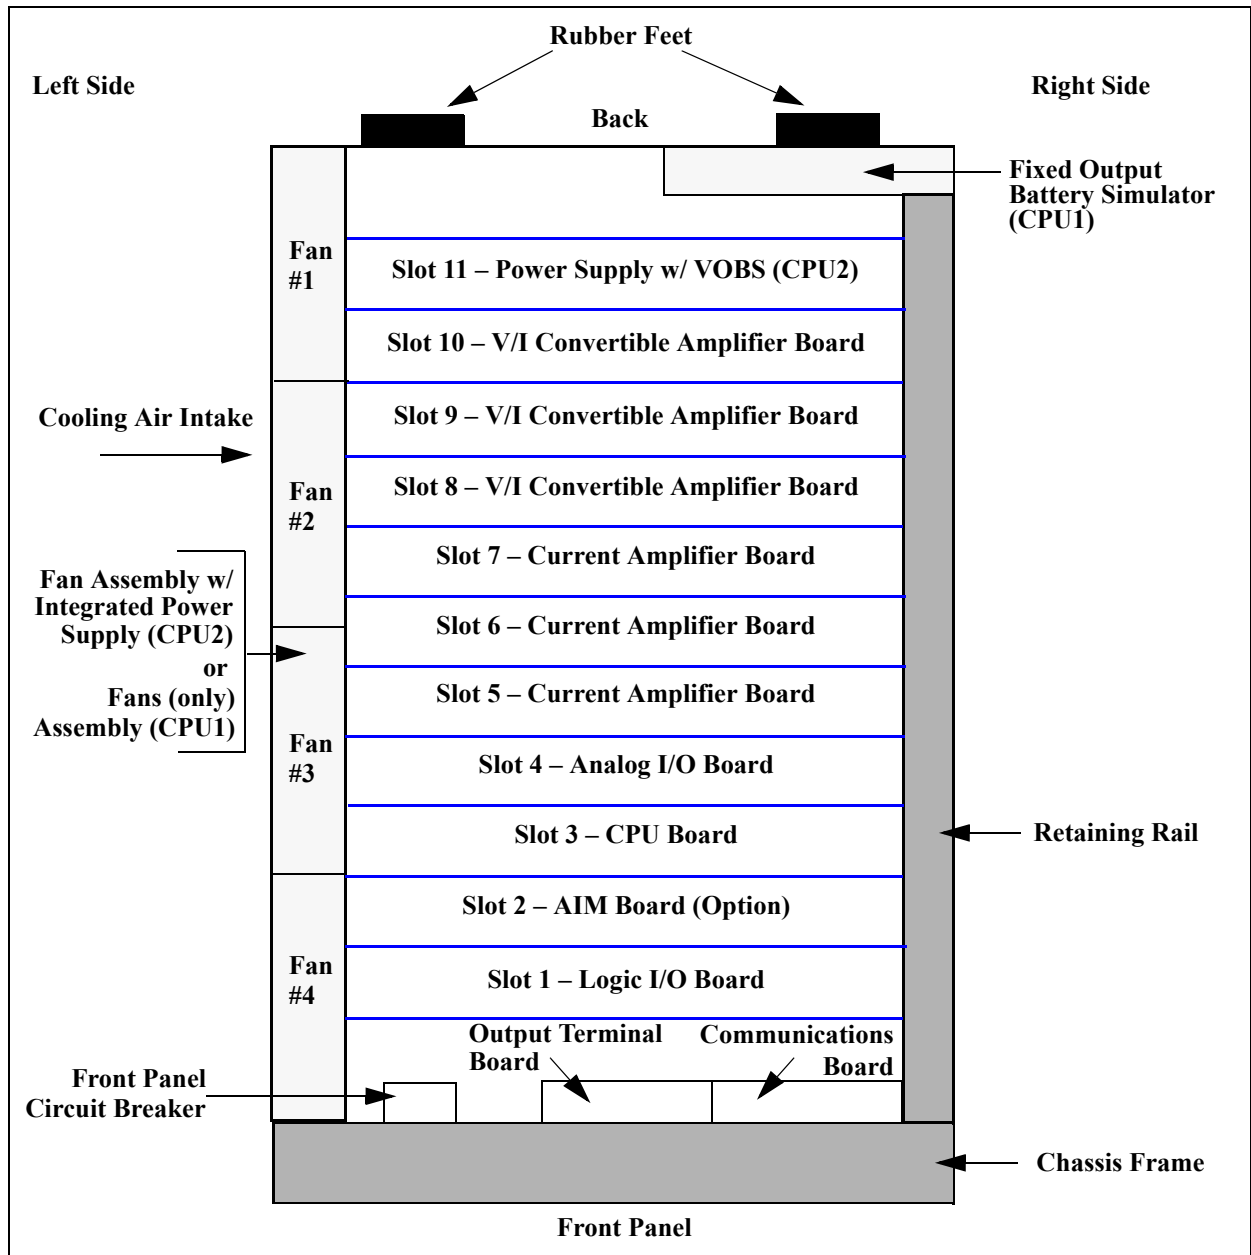 Rubber Feet
Left Side
Right Side
Back
Fixed Output
Battery Simulator
(CPU1)
Fan
#1
Slot 11 – Power Supply w/ VOBS (CPU2)
Slot 10 – V/I Convertible Amplifier Board
Cooling Air Intake
Slot 9 – V/I Convertible Amplifier Board
Fan
#2
Slot 8 – V/I Convertible Amplifier Board
Slot 7 – Current Amplifier Board
Fan Assembly w/
Integrated Power
Supply (CPU2)
or
Fans (only)
Assembly (CPU1)
Slot 6 – Current Amplifier Board
Slot 5 – Current Amplifier Board
Fan
#3
Slot 4 – Analog I/O Board
Slot 3 – CPU Board
Retaining Rail
Slot 2 – AIM Board (Option)
Fan
#4
Slot 1 – Logic I/O Board
Output Terminal
Board
Communications
Board
Front Panel
Circuit Breaker
Chassis Frame
Front Panel